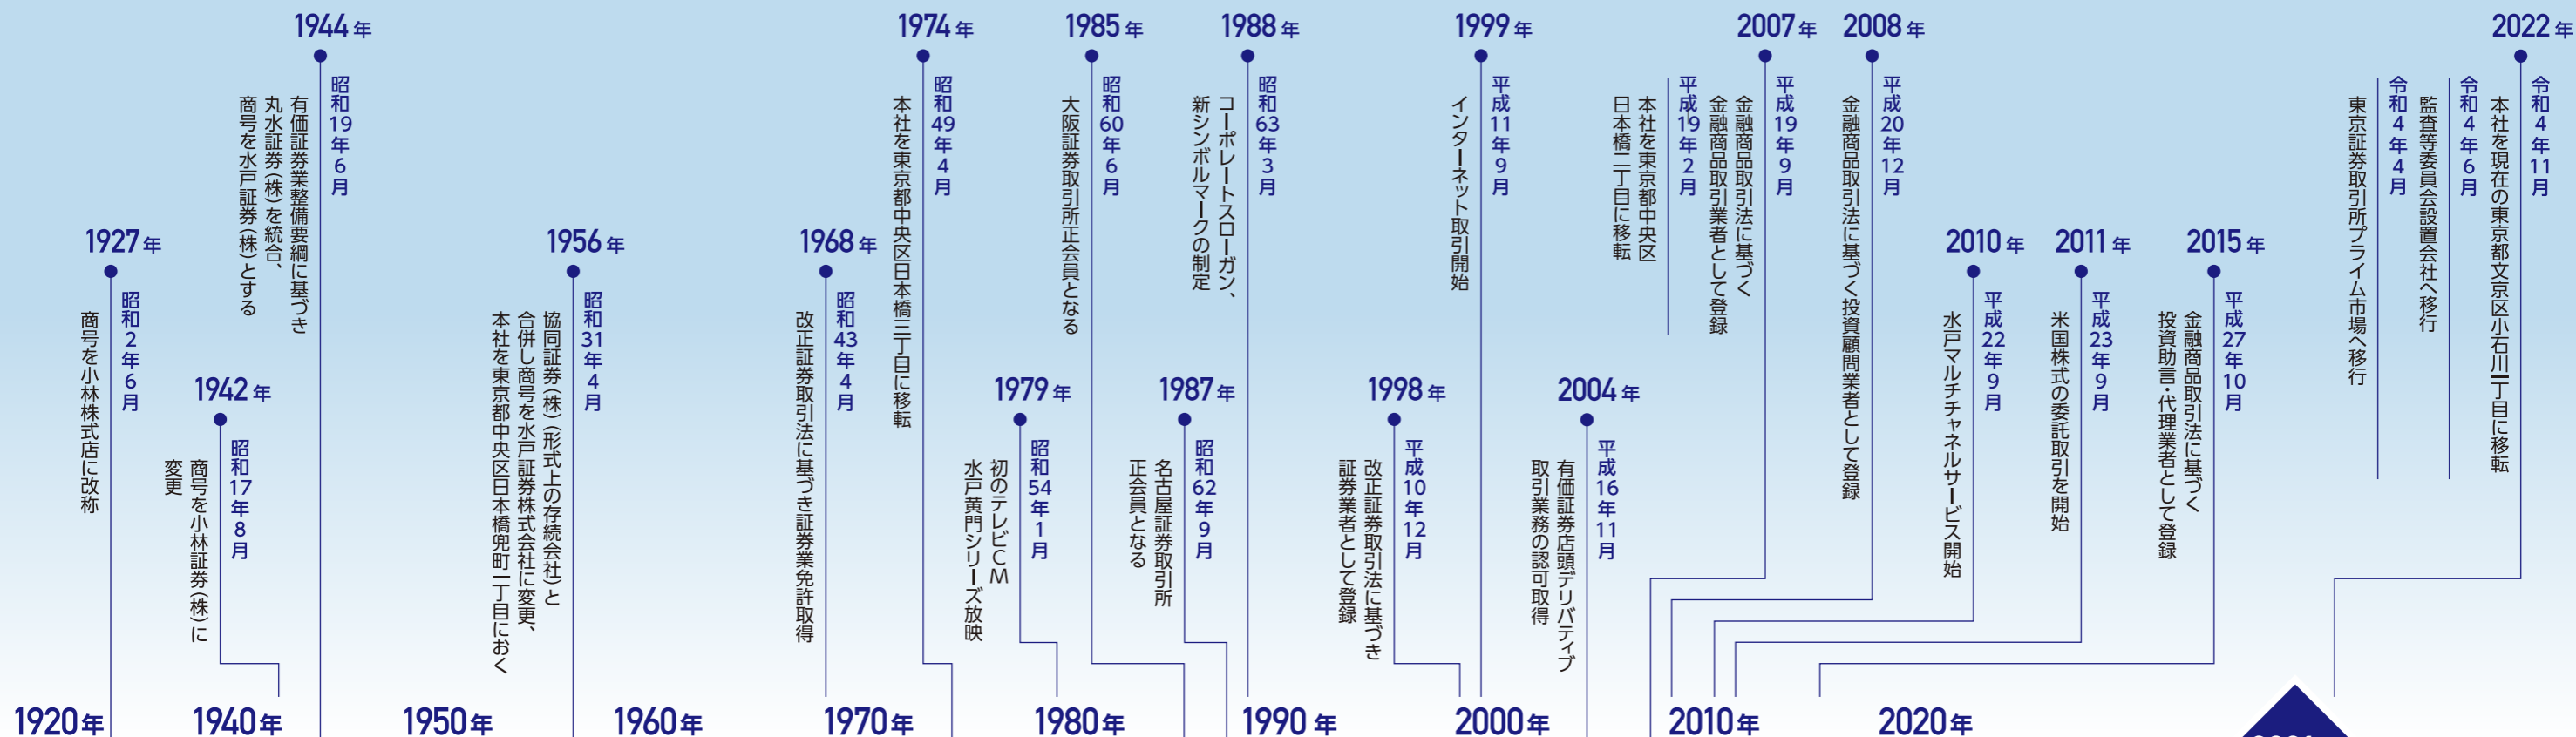 1927年
昭和2年6月
商号を小林株式店に改称
1942年
昭和17年8月
商号を小林証券(株)に
変更
1944年
昭和19年6月
有価証券業整備要綱に基づき
丸水証券(株)を統合、
商号を水戸証券(株)とする
1956年
昭和31年4月
協同証券(株)(形式上の存続会社)と
合併し商号を水戸証券株式会社に変更、
本社を東京都中央区日本橋兜町一丁目におく
1968年
昭和43年4月
改正証券取引法に基づき証券業免許取得
1974年
昭和49年4月
本社を東京都中央区日本橋三丁目に移転
1979年
昭和54年1月
初のテレビCM
水戸黄門シリーズ放映
1985年
昭和60年6月
大阪証券取引所正会員となる
1987年
昭和62年9月
名古屋証券取引所
正会員となる
1988年
昭和63年3月
コーポレートスローガン、
新シンボルマークの制定
1998年
平成10年12月
改正証券取引法に基づき
証券業者として登録
1999年
平成11年9月
インターネット取引開始
2004年
平成16年11月
有価証券店頭デリバティブ
取引業務の認可取得
2007年
平成19年9月
金融商品取引法に基づく
金融商品取引業者として登録
平成19年2月
本社を東京都中央区
日本橋二丁目に移転
2008年
平成20年12月
金融商品取引法に基づく投資顧問業者として登録
2010年
平成22年9月
水戸マルチチャネルサービス開始
2011年
平成23年9月
米国株式の委託取引を開始
2015年
平成27年10月
金融商品取引法に基づく
投資助言・代理業者として登録
2022年
令和4年11月
本社を現在の東京都文京区小石川一丁目に移転
令和4年6月
監査等委員会設置会社へ移行
令和4年4月
東京証券取引所プライム市場へ移行
1920年
1940年
1950年
1960年
1970年
1980年
1990年
2000年
2010年
2020年